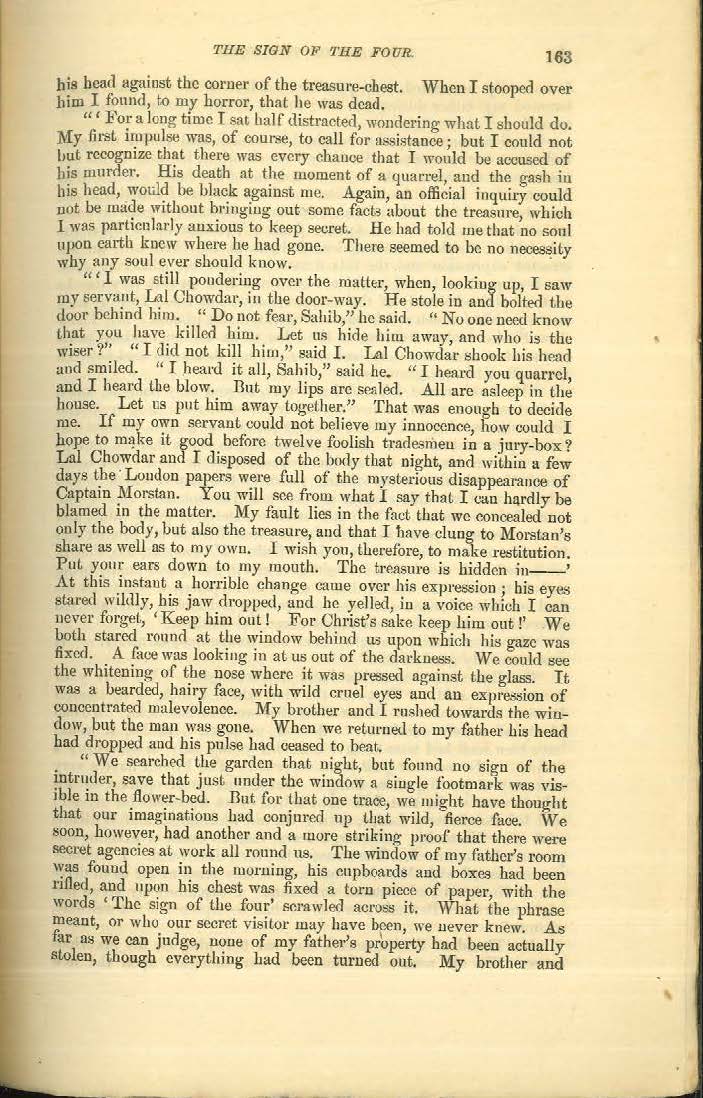 THE SIGN OF THE FOUR. 163
his head against the corner of the treasure-chest. When I stooped over
him I found, to my horror, that he was dead.
"'For a long time I sat half distracted, wondering what I should do.
My first impulse was, of course, to call for assistance; but I could not
but recognize that there was every chance that I would be accused of
his murder. His death at the moment of a quarrel, and the gash in
his head, would be black against me. Again, an official inquiry could
not be made without bringing out some facts about the treasure, which
I was particularly anxious to keep secret. He had told me that no soul
upon earth knew where he had gone. There seemed to be no necessity
why any soul ever should know.
"'I was still pondering over the matter, when, looking up, I saw
my servant, Lal Chowdar, in the door-way. He stole in and bolted the
door behind him. "Do not fear, Sahib," he said. "No one need know
that you have killed him. Let us hide him away, and who is the
wiser?" "I did not kill him," said I. Lal Chowdar shook his head
and smiled. "I heard it all, Sahib," said he. "I heard you quarrel,
and I heard the blow. But my lips are sealed. All are asleep in the
house. Let us put him away together." That was enough to decide
me. If my own servant could not believe my innocence, how could I
hope to make it good before twelve foolish tradesmen in a jury-box?
Lal Chowdar and I disposed of the body that night, and within a few
days the London papers were full of the mysterious disappearance of
Captain Morstan. You will see from what I say that I can hardly be
blamed in the matter. My fault lies in the fact that we concealed not
only the body, but also the treasure, and that I have clung to Morstan's
share as well as to my own. I wish you, therefore, to make restitution.
Put your ears down to my mouth. The treasure is hidden in——'
At this instant a horrible change came over his expression; his eyes
stared wildly, his jaw dropped, and he yelled, in a voice which I can
never forget, 'Keep him out! For Christ's sake keep him out!' We
both stared round at the window behind us upon which his gaze was
fixed. A face was looking in at us out of the darkness. We could see
the whitening of the nose where it was pressed against the glass. It
was a bearded, hairy face, with wild cruel eyes and an expression of
concentrated malevolence. My brother and I rushed towards the win-
dow, but the man was gone. When we returned to my father his head
had dropped and his pulse had ceased to beat.
"We searched the garden that night, but found no sign of the
intruder, save that just under the window a single footmark was vis-
ible in the flower-bed. But for that one trace, we might have thought
that our imaginations had conjured up that wild, fierce face. We
soon, however, had another and a more striking proof that there were
secret agencies at work all round us. The window of my father's room
was found open in the morning, his cupboards and boxes had been
rifled, and upon his chest was fixed a torn piece of paper, with the
words 'The sign of the four' scrawled across it. What the phrase
meant, or who our secret visitor may have been, we never knew. As
far as we can judge, none of my father's property had been actually
stolen, though everything had been turned out. My brother and